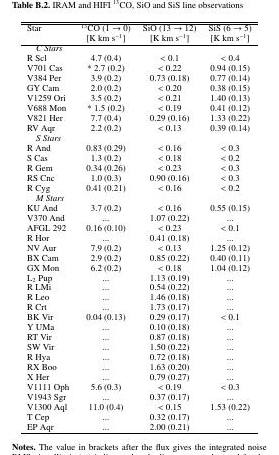 Table B.2. IRAM and HIFI ¹³CO, SiO and SiS line observations
Star ¹³CO (1 → 0) SiO (13 → 12) SiS (6 → 5)
[K km s⁻¹] [K km s⁻¹] [K km s⁻¹]
C Stars
R Scl 4.7 (0.4) < 0.1 < 0.4
V701 Cas * 2.7 (0.2) < 0.22 0.94 (0.15)
V384 Per 3.9 (0.2) 0.73 (0.18) 0.77 (0.14)
GY Cam 2.0 (0.2) < 0.20 0.38 (0.15)
V1259 Ori 3.5 (0.2) < 0.21 1.40 (0.13)
V688 Mon * 1.5 (0.2) < 0.19 0.41 (0.12)
V821 Her 7.7 (0.4) 0.29 (0.16) 1.33 (0.22)
RV Aqr 2.2 (0.2) < 0.13 0.39 (0.14)
S Stars
R And 0.83 (0.29) < 0.16 < 0.3
S Cas 1.3 (0.2) < 0.18 < 0.2
R Gem 0.34 (0.26) < 0.23 < 0.3
RS Cnc 1.0 (0.3) 0.90 (0.16) < 0.3
R Cyg 0.41 (0.21) < 0.16 < 0.2
M Stars
KU And 3.7 (0.2) < 0.16 0.55 (0.15)
V370 And ... 1.07 (0.22) ...
AFGL 292 0.16 (0.10) < 0.23 < 0.1
R Hor ... 0.41 (0.18) ...
NV Aur 7.9 (0.2) < 0.13 1.25 (0.12)
BX Cam 2.9 (0.2) 0.85 (0.22) 0.40 (0.11)
GX Mon 6.2 (0.2) < 0.18 1.04 (0.12)
L₂ Pup ... 1.13 (0.19) ...
R LMi ... 0.54 (0.22) ...
R Leo ... 1.46 (0.18) ...
R Crt ... 1.73 (0.17) ...
BK Vir 0.04 (0.13) 0.29 (0.17) < 0.1
Y UMa ... 0.10 (0.18) ...
RT Vir ... 0.87 (0.18) ...
SW Vir ... 1.50 (0.22) ...
R Hya ... 0.72 (0.18) ...
RX Boo ... 1.63 (0.20) ...
X Her ... 0.79 (0.27) ...
V1111 Oph 5.6 (0.3) < 0.19 < 0.3
V1943 Sgr ... 0.37 (0.17) ...
V1300 Aql 11.0 (0.4) < 0.15 1.53 (0.22)
T Cep ... 0.32 (0.17) ...
EP Aqr ... 2.00 (0.21) ...
Notes. The value in brackets after the flux gives the integrated noise